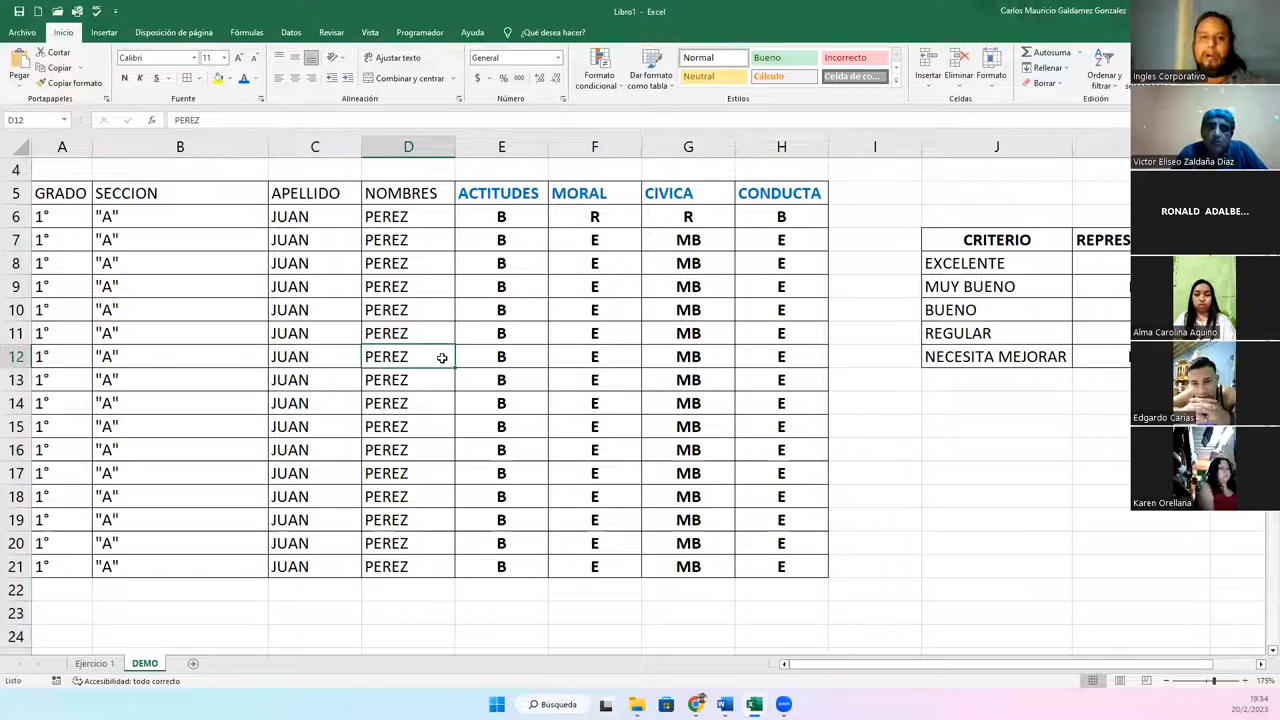 Libro1 - Excel
Carlos Mauricio Galdamez Gonzalez
Archivo Inicio Insertar Disposición de página Fórmulas Datos Revisar Vista Programador Ayuda ¿Qué desea hacer?
Pegar
Cortar
Copiar
Copiar formato
Portapapeles
Calibri 11
N K S
Fuente
Ajustar texto
Combinar y centrar
Alineación
General
Número
Formato condicional
Dar formato como tabla
Normal Bueno Incorrecto
Neutral Cálculo Celda de co...
Estilos
Insertar Eliminar Formato
Celdas
Autosuma
Rellenar
Borrar
Ordenar y filtrar
Edición
D12 fx PEREZ
A B C D E F G H I J
4
5 GRADO SECCION APELLIDO NOMBRES ACTITUDES MORAL CIVICA CONDUCTA
6 1° "A" JUAN PEREZ B R R B
7 1° "A" JUAN PEREZ B E MB E CRITERIO REPRES
8 1° "A" JUAN PEREZ B E MB E EXCELENTE
9 1° "A" JUAN PEREZ B E MB E MUY BUENO
10 1° "A" JUAN PEREZ B E MB E BUENO
11 1° "A" JUAN PEREZ B E MB E REGULAR
12 1° "A" JUAN PEREZ B E MB E NECESITA MEJORAR
13 1° "A" JUAN PEREZ B E MB E
14 1° "A" JUAN PEREZ B E MB E
15 1° "A" JUAN PEREZ B E MB E
16 1° "A" JUAN PEREZ B E MB E
17 1° "A" JUAN PEREZ B E MB E
18 1° "A" JUAN PEREZ B E MB E
19 1° "A" JUAN PEREZ B E MB E
20 1° "A" JUAN PEREZ B E MB E
21 1° "A" JUAN PEREZ B E MB E
22
23
24
Ejercicio 1 DEMO
Listo Accesibilidad: todo correcto
175%
Búsqueda
19:54
20/2/2023
Ingles Corporativo
Victor Eliseo Zaldaña Diaz
RONALD ADALBE...
Alma Carolina Aquino
Edgardo Carias
Karen Orellana